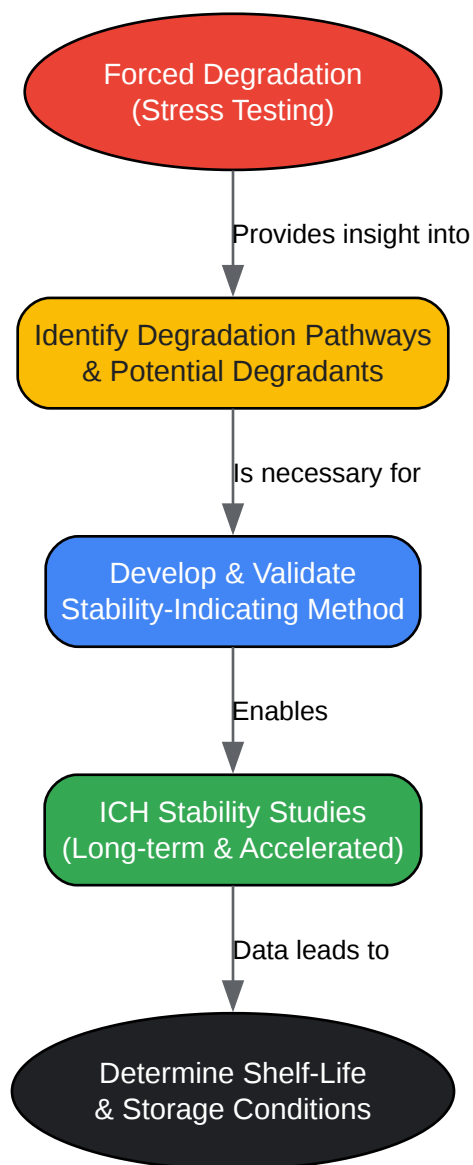 Forced Degradation
(Stress Testing)
Provides insight into
Identify Degradation Pathways
& Potential Degradants
Is necessary for
Develop & Validate
Stability-Indicating Method
Enables
ICH Stability Studies
(Long-term & Accelerated)
Data leads to
Determine Shelf-Life
& Storage Conditions